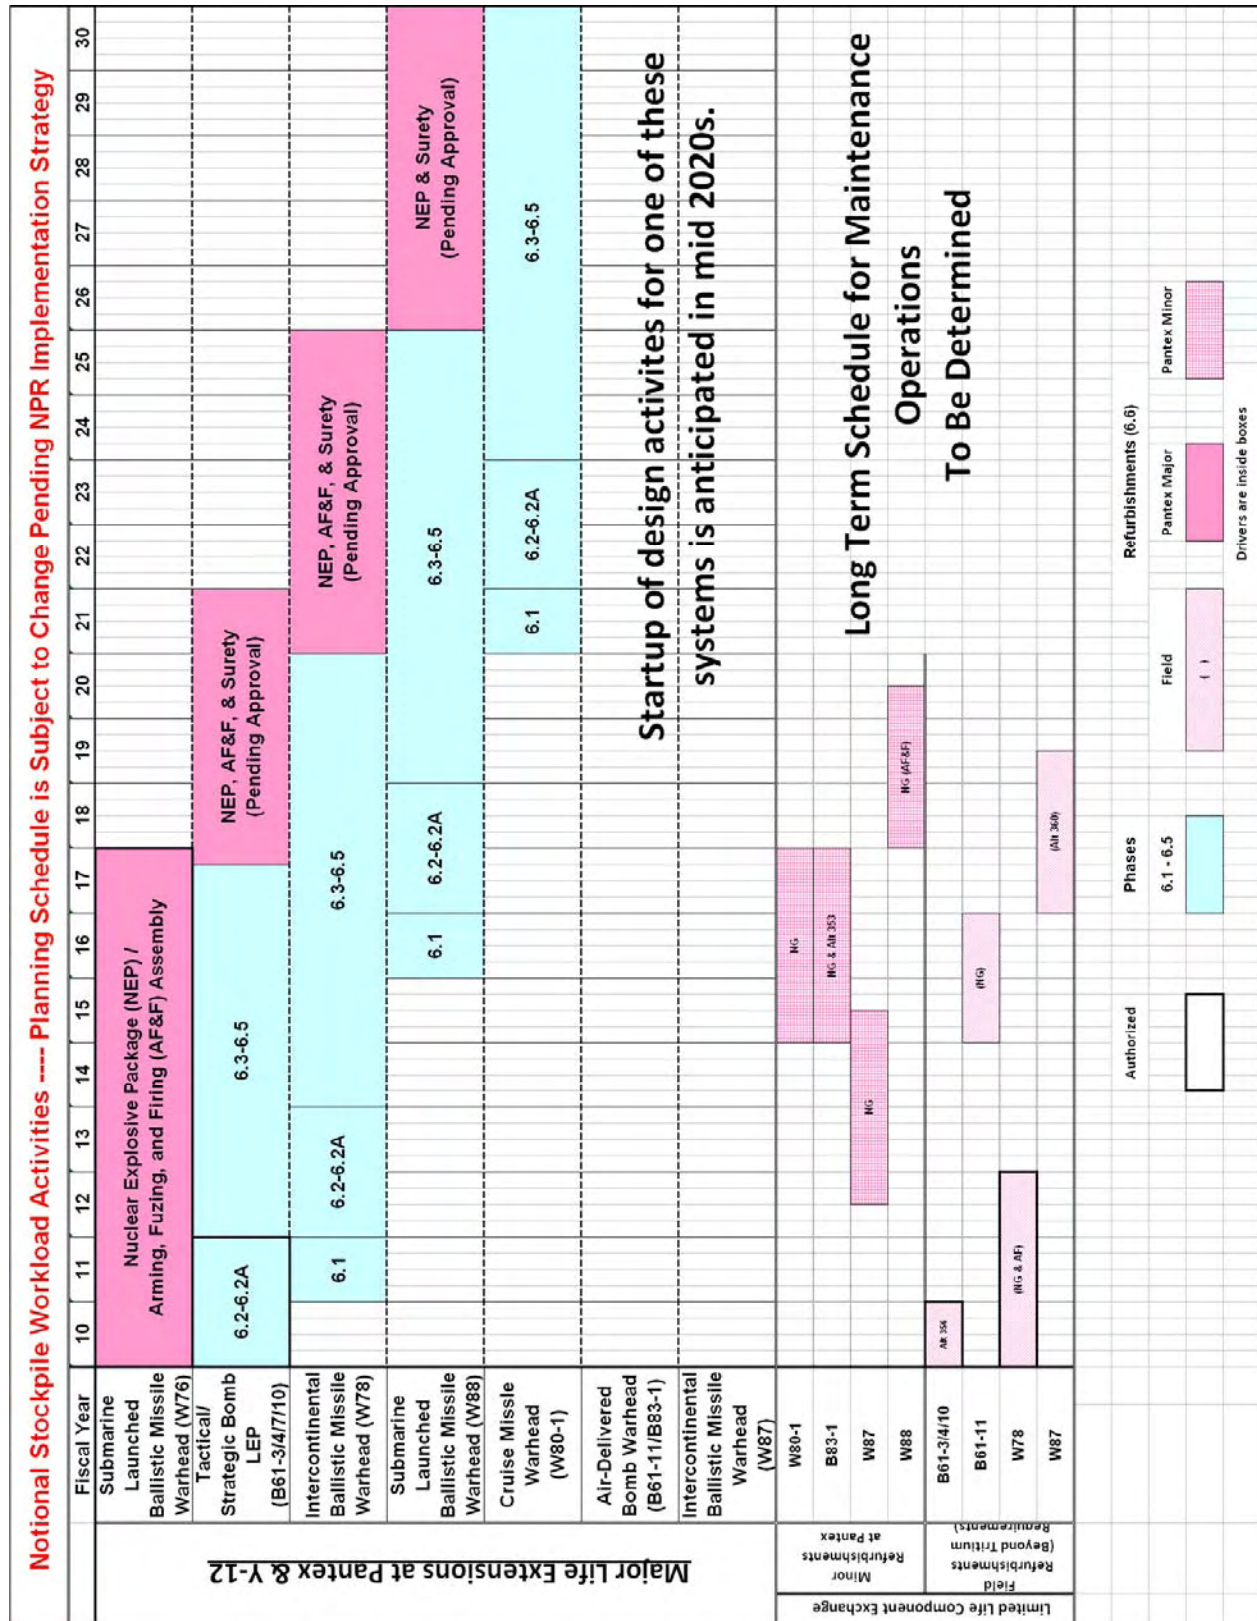 Notional Stockpile Workload Activities ---- Planning Schedule is Subject to Change Pending NPR Implementation Strategy
Fiscal Year 10 11 12 13 14 15 16 17 18 19 20 21 22 23 24 25 26 27 28 29 30
Major Life Extensions at Pantex & Y-12
Submarine
Launched
Ballistic Missile
Warhead (W76)
Nuclear Explosive Package (NEP) /
Arming, Fuzing, and Firing (AF&F) Assembly
Tactical/
Strategic Bomb
LEP
(B61-3/4/7/10)
6.2-6.2A
6.3-6.5
NEP, AF&F, & Surety
(Pending Approval)
Intercontinental
Ballistic Missile
Warhead (W78)
6.1
6.2-6.2A
6.3-6.5
NEP, AF&F, & Surety
(Pending Approval)
Submarine
Launched
Ballistic Missile
Warhead (W88)
6.1
6.2-6.2A
6.3-6.5
NEP & Surety
(Pending Approval)
Cruise Missle
Warhead
(W80-1)
6.1
6.2-6.2A
6.3-6.5
Air-Delivered
Bomb Warhead
(B61-11/B83-1)
Intercontinental
Ballistic Missile
Warhead
(W87)
Startup of design activites for one of these
systems is anticipated in mid 2020s.
Limited Life Component Exchange
Minor
Refurbishments
at Pantex
W80-1
NG
B83-1
NG & Alt 353
W87
NG
W88
NG (AF&F)
Field
Refurbishments
(Beyond Tritium
Requirements)
B61-3/4/10
Alt 356
B61-11
(NG)
W78
(NG & AF)
W87
(Alt 360)
Long Term Schedule for Maintenance
Operations
To Be Determined
Authorized
Phases
6.1 - 6.5
Refurbishments (6.6)
Field
( )
Pantex Major
Pantex Minor
Drivers are inside boxes